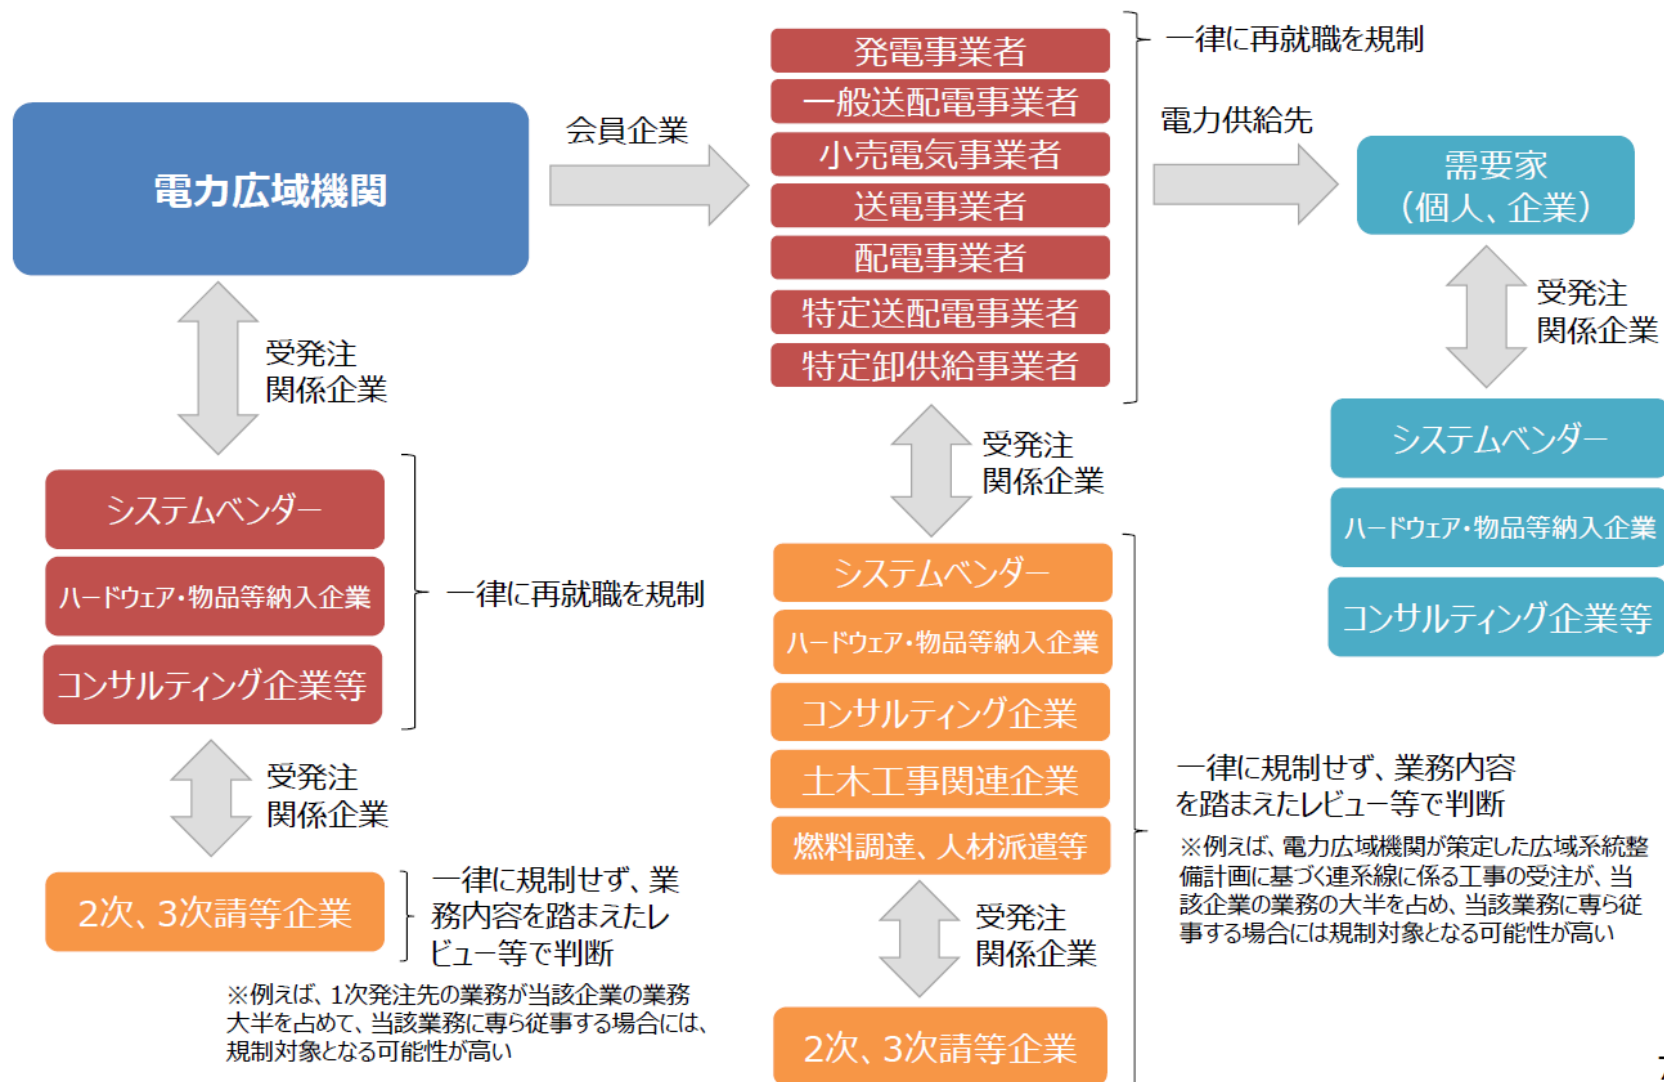 電力広域機関
会員企業
発電事業者
一般送配電事業者
小売電気事業者
送電事業者
配電事業者
特定送配電事業者
特定卸供給事業者
一律に再就職を規制
電力供給先
需要家
（個人、企業）
受発注
関係企業
システムベンダー
ハードウェア・物品等納入企業
コンサルティング企業等
受発注
関係企業
システムベンダー
ハードウェア・物品等納入企業
コンサルティング企業等
一律に再就職を規制
受発注
関係企業
2次、3次請等企業
一律に規制せず、業
務内容を踏まえたレ
ビュー等で判断
※例えば、1次発注先の業務が当該企業の業務
大半を占めて、当該業務に専ら従事する場合には、
規制対象となる可能性が高い
受発注
関係企業
システムベンダー
ハードウェア・物品等納入企業
コンサルティング企業
土木工事関連企業
燃料調達、人材派遣等
受発注
関係企業
2次、3次請等企業
一律に規制せず、業務内容
を踏まえたレビュー等で判断
※例えば、電力広域機関が策定した広域系統整
備計画に基づく連系線に係る工事の受注が、当
該企業の業務の大半を占め、当該業務に専ら従
事する場合には規制対象となる可能性が高い